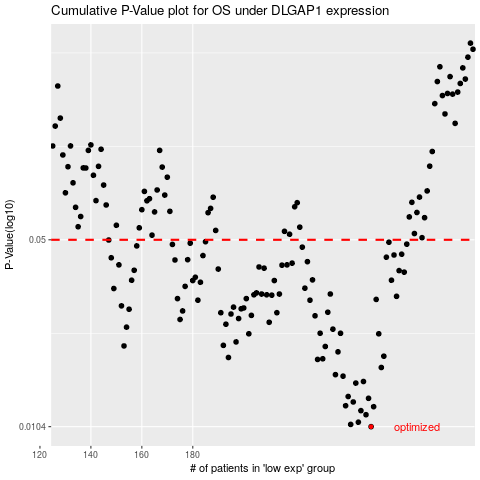 Cumulative P-Value plot for OS under DLGAP1 expression
P-Value(log10)
0.05
0.0104
optimized
120
140
160
180
# of patients in 'low exp' group